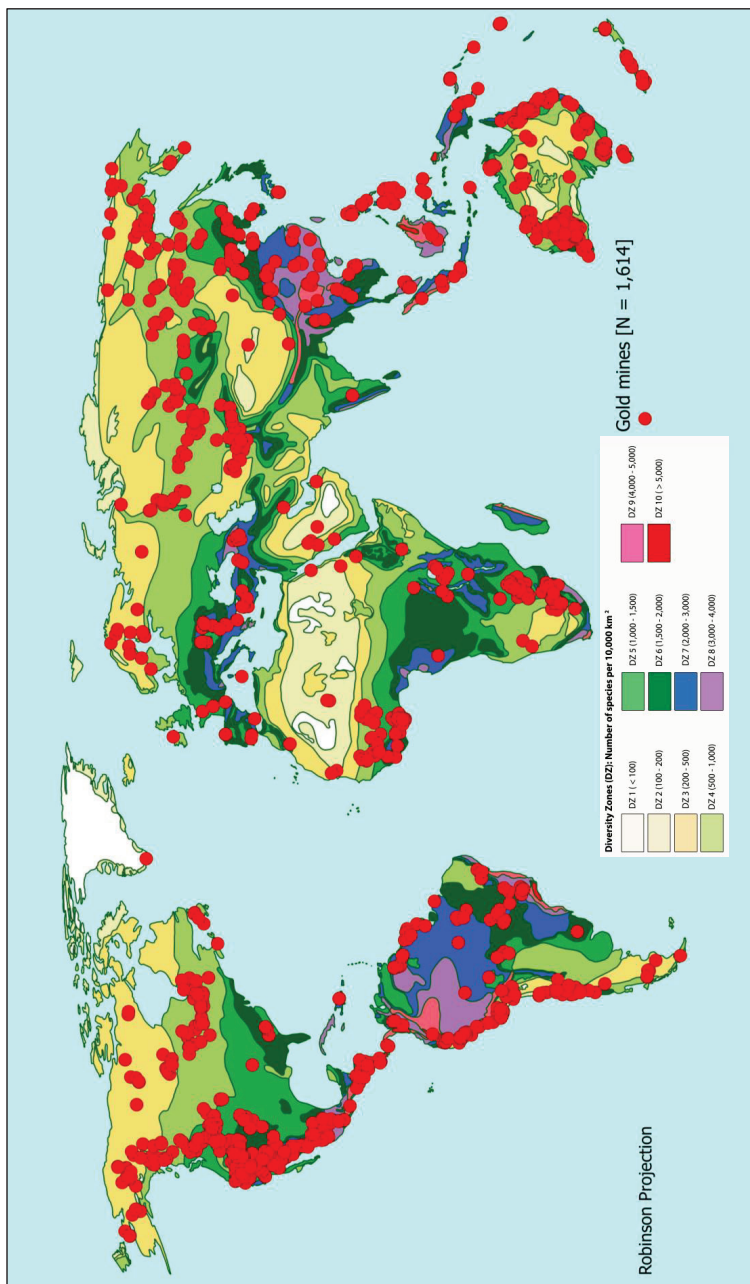 Gold mines [N = 1,614]
Diversity Zones (DZ): Number of species per 10,000 km²
DZ 1 ( < 100)
DZ 2 (100 - 200)
DZ 3 (200 - 500)
DZ 4 (500 - 1,000)
DZ 5 (1,000 - 1,500)
DZ 6 (1,500 - 2,000)
DZ 7 (2,000 - 3,000)
DZ 8 (3,000 - 4,000)
DZ 9 (4,000 - 5,000)
DZ 10 ( > 5,000)
Robinson Projection